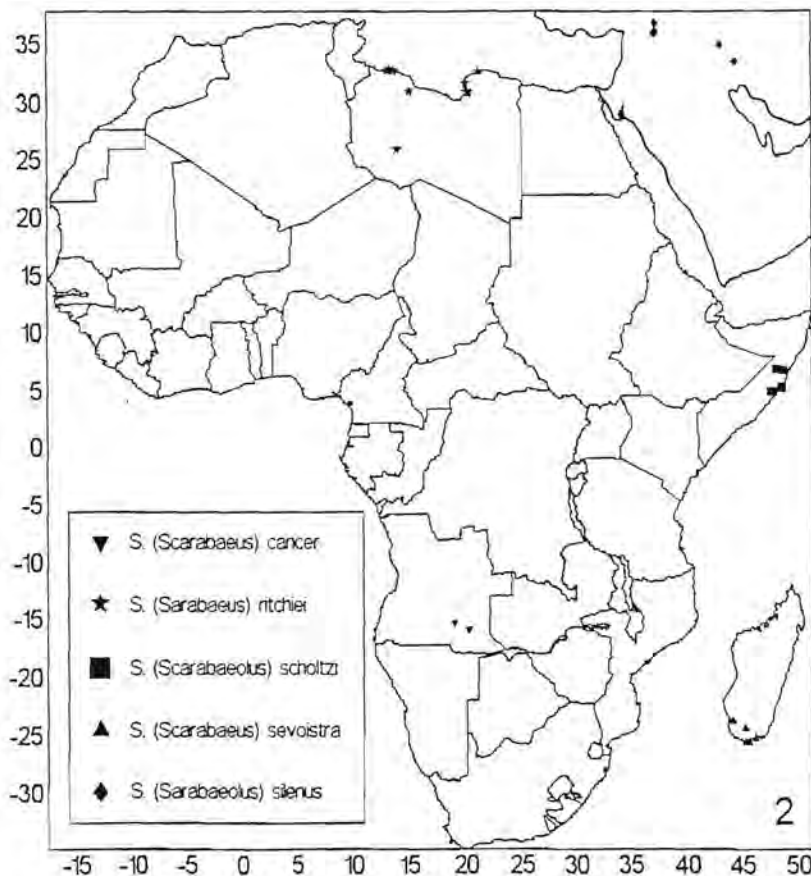 35
30
25
20
15
10
5
0
-5
-10
-15
-20
-25
-30
S. (Scarabaeus) cancer
S. (Sarabaeus) ritchiei
S. (Scarabaeolus) scholtzi
S. (Scarabaeus) sevoistra
S. (Sarabaeolus) silenus
2
-15 -10 -5 0 5 10 15 20 25 30 35 40 45 50